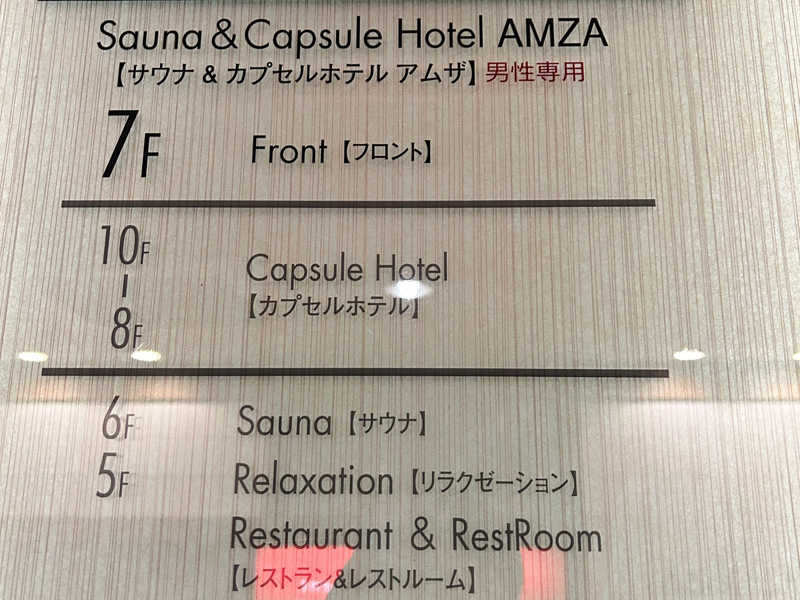 Sauna & Capsule Hotel AMZA
【サウナ & カプセルホテル アムザ】男性専用
7F Front【フロント】
10F
Capsule Hotel
【カプセルホテル】
8F
6F Sauna【サウナ】
5F Relaxation【リラクゼーション】
Restaurant & RestRoom
【レストラン&レストルーム】